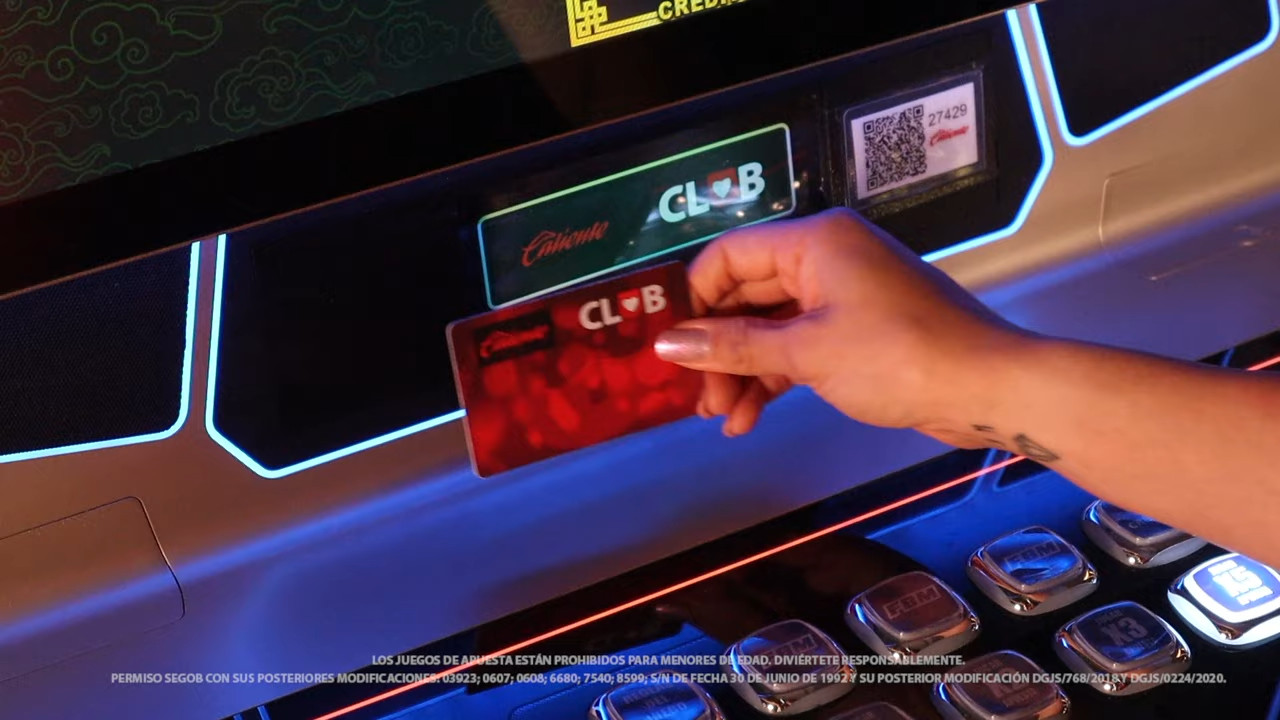 CREDI
27429
Caliente
Caliente CLUB
Caliente CLUB
FBM
FBM
FBM
X3
LOS JUEGOS DE APUESTA ESTÁN PROHIBIDOS PARA MENORES DE EDAD. DIVIÉRTETE RESPONSABLEMENTE.
PERMISO SEGOB CON SUS POSTERIORES MODIFICACIONES: 03923; 0607; 0608; 6680; 7540; 8599; S/N DE FECHA 30 DE JUNIO DE 1992 Y SU POSTERIOR MODIFICACIÓN DGJS/768/2018 Y DGJS/0224/2020.